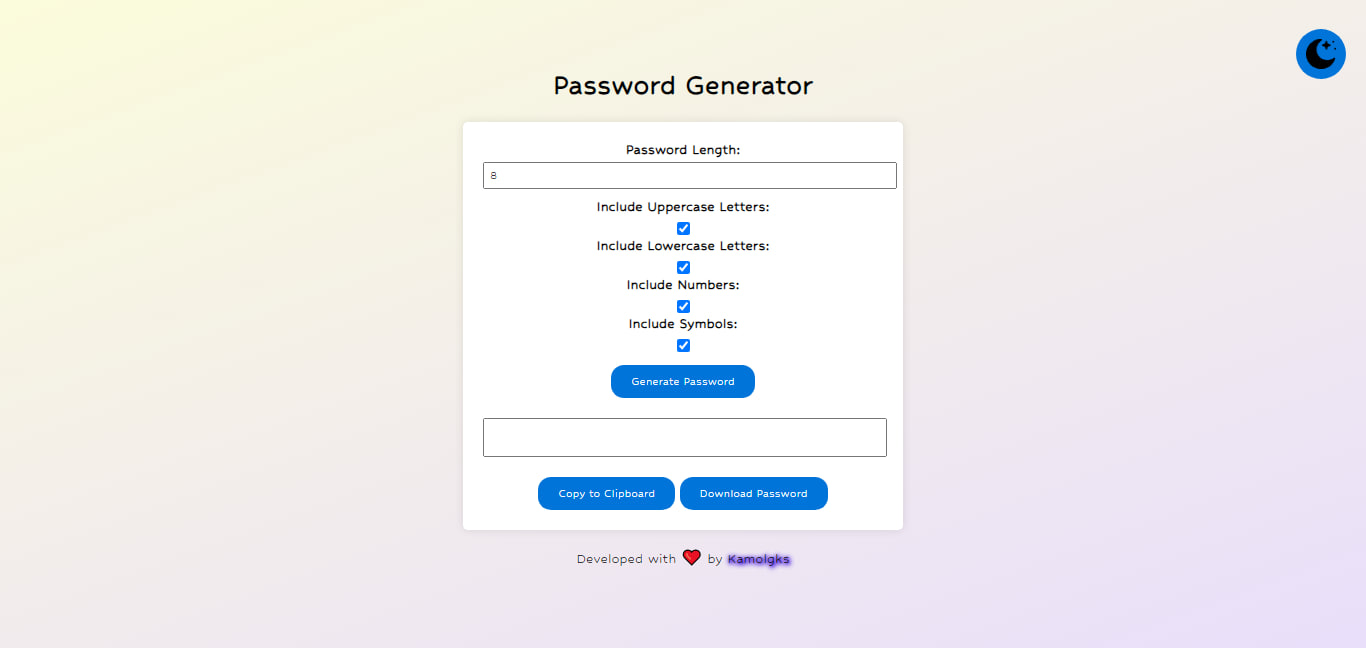 Password Generator
Password Length:
8
Include Uppercase Letters:
Include Lowercase Letters:
Include Numbers:
Include Symbols:
Generate Password
Copy to Clipboard Download Password
Developed with by Kamolgks